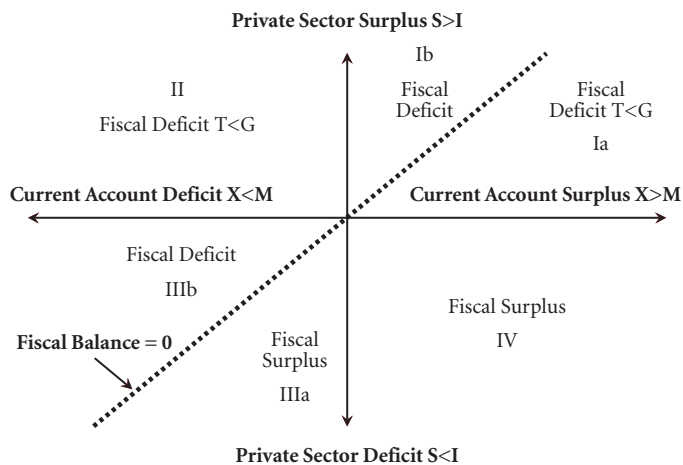 Private Sector Surplus S>I
Ib
II
Fiscal Deficit T<G
Fiscal
Deficit
Fiscal
Deficit T<G
Ia
Current Account Deficit X<M
Current Account Surplus X>M
Fiscal Deficit
IIIb
Fiscal Surplus
IV
Fiscal Balance = 0
Fiscal
Surplus
IIIa
Private Sector Deficit S<I